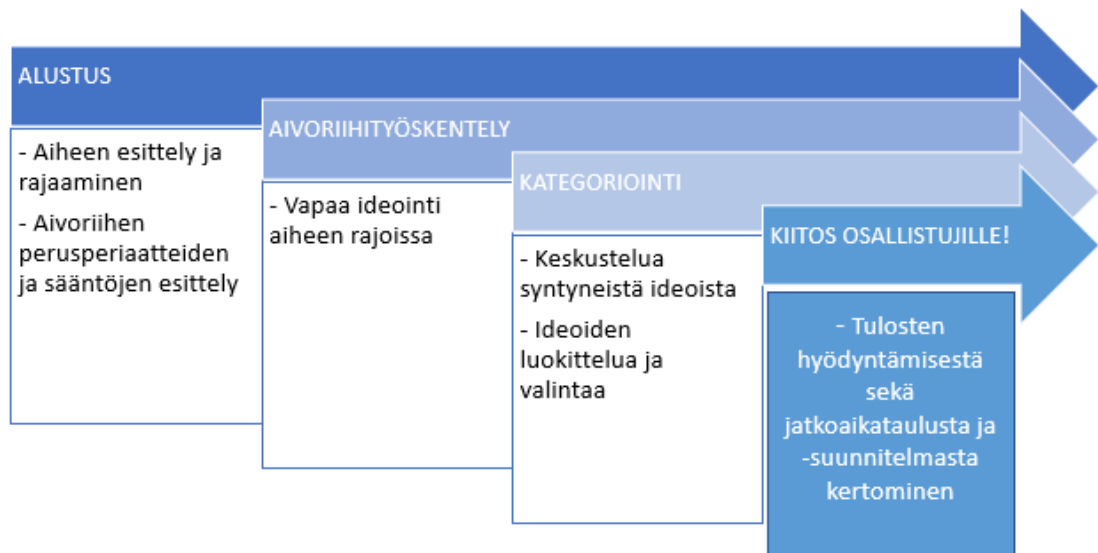 ALUSTUS
- Aiheen esittely ja
rajaaminen
- Aivoriihen
perusperiaatteiden
ja sääntöjen esittely
AIVORIIHITYÖSKENTELY
- Vapaa ideointi
aiheen rajoissa
KATEGORIOINTI
- Keskustelua
syntyneistä ideoista
- Ideoiden
luokittelua ja
valintaa
KIITOS OSALLISTUJILLE!
- Tulosten
hyödyntämisestä
sekä
jatkoaikataulusta ja
-suunnitelmasta
kertominen